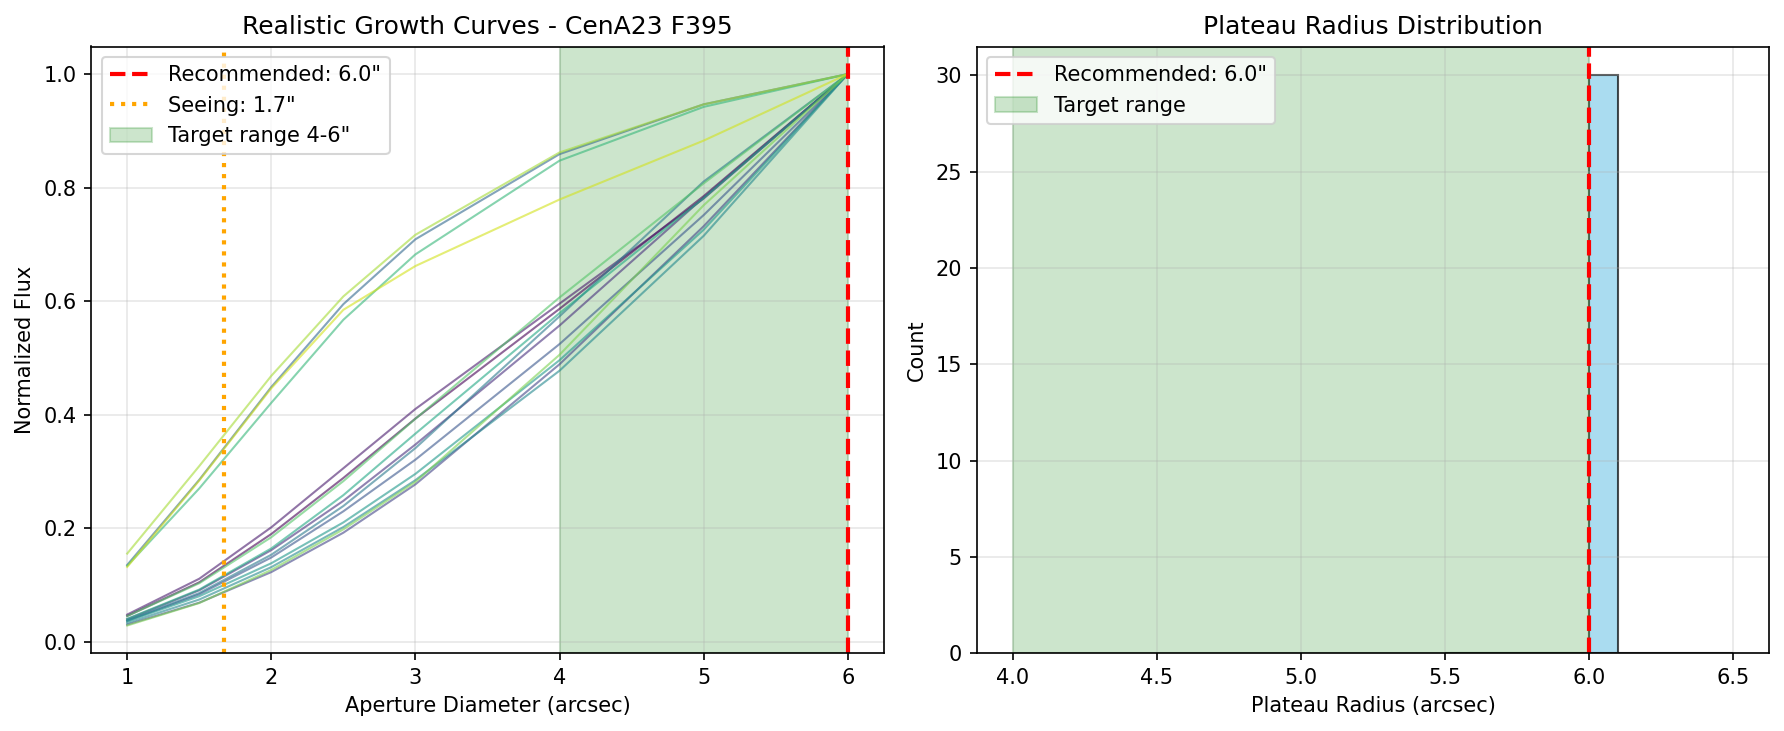 Realistic Growth Curves - CenA23 F395
Recommended: 6.0"
Seeing: 1.7"
Target range 4-6"
Normalized Flux
1.0
0.8
0.6
0.4
0.2
0.0
1 2 3 4 5 6
Aperture Diameter (arcsec)
Plateau Radius Distribution
Recommended: 6.0"
Target range
Count
30
25
20
15
10
5
0
4.0 4.5 5.0 5.5 6.0 6.5
Plateau Radius (arcsec)